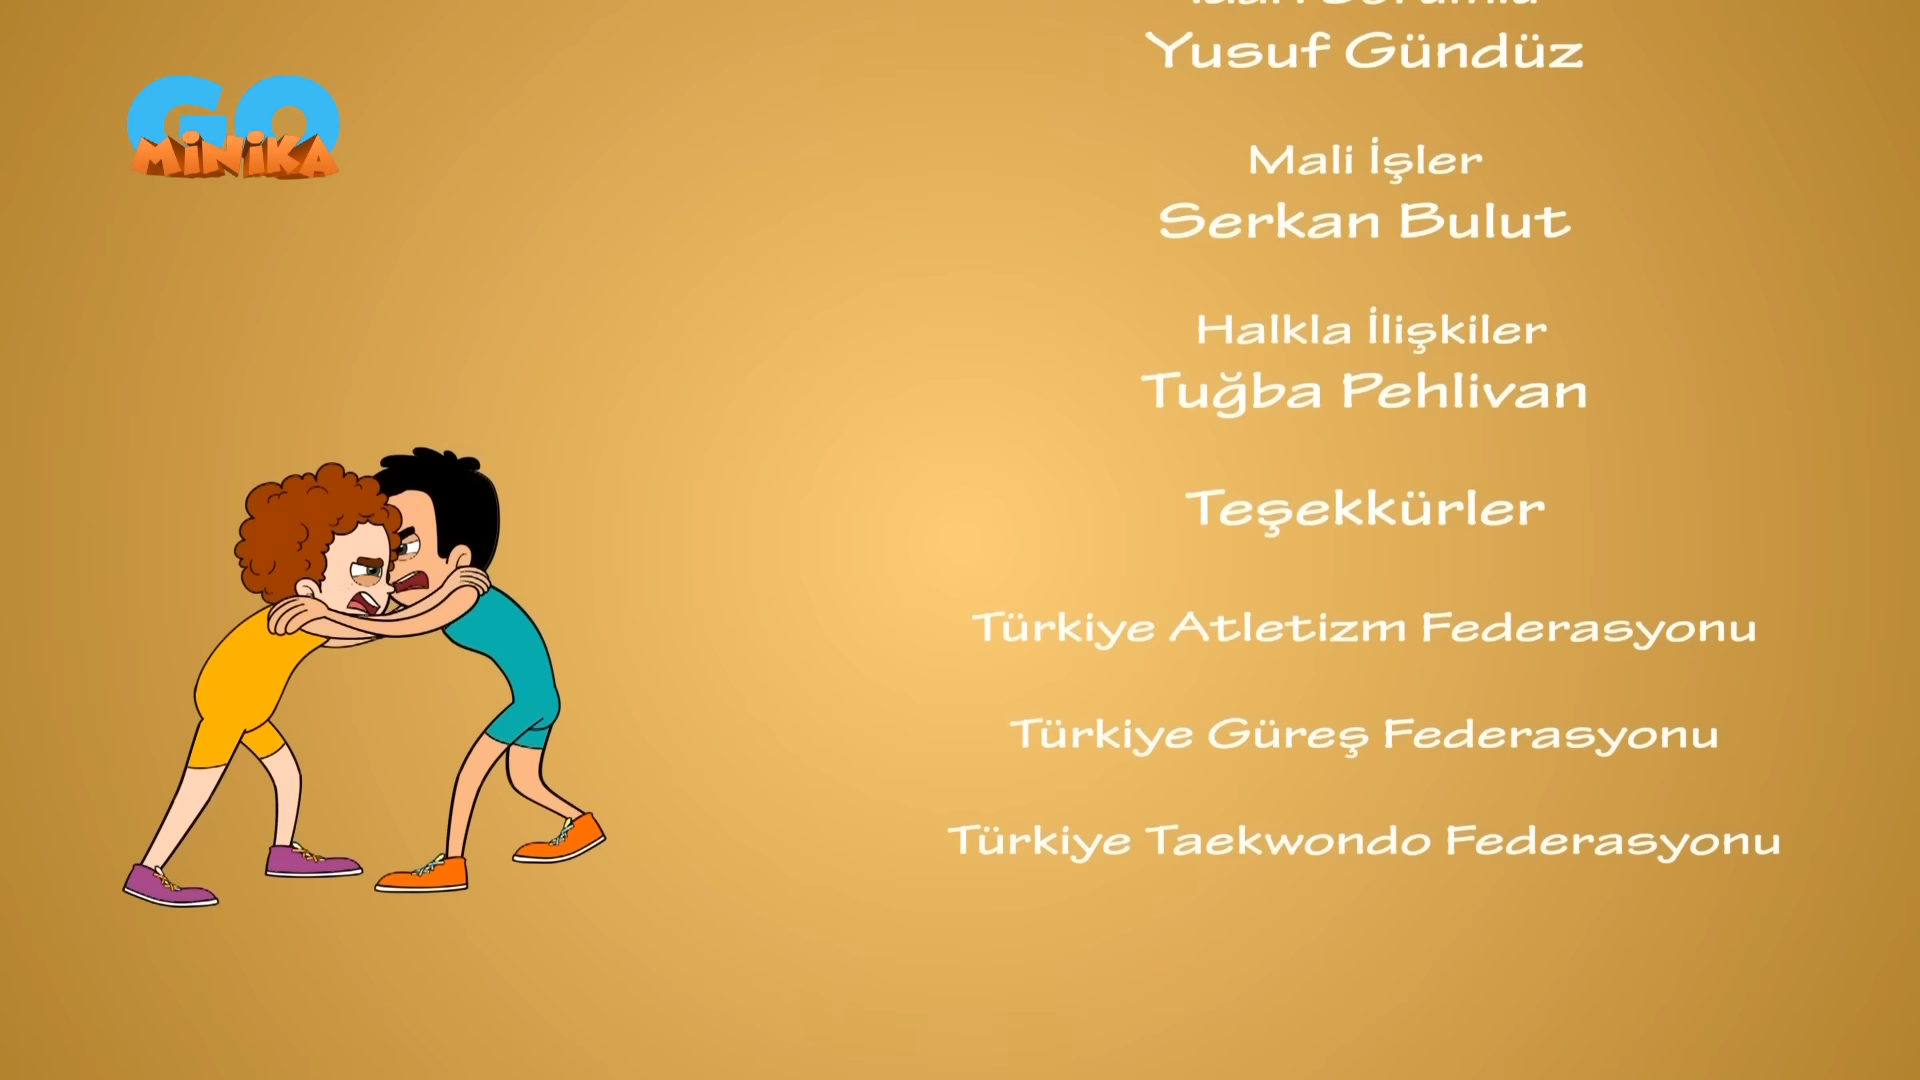 GO
MiNiKA
Yusuf Gündüz
Mali İşler
Serkan Bulut
Halkla İlişkiler
Tuğba Pehlivan
Teşekkürler
Türkiye Atletizm Federasyonu
Türkiye Güreş Federasyonu
Türkiye Taekwondo Federasyonu